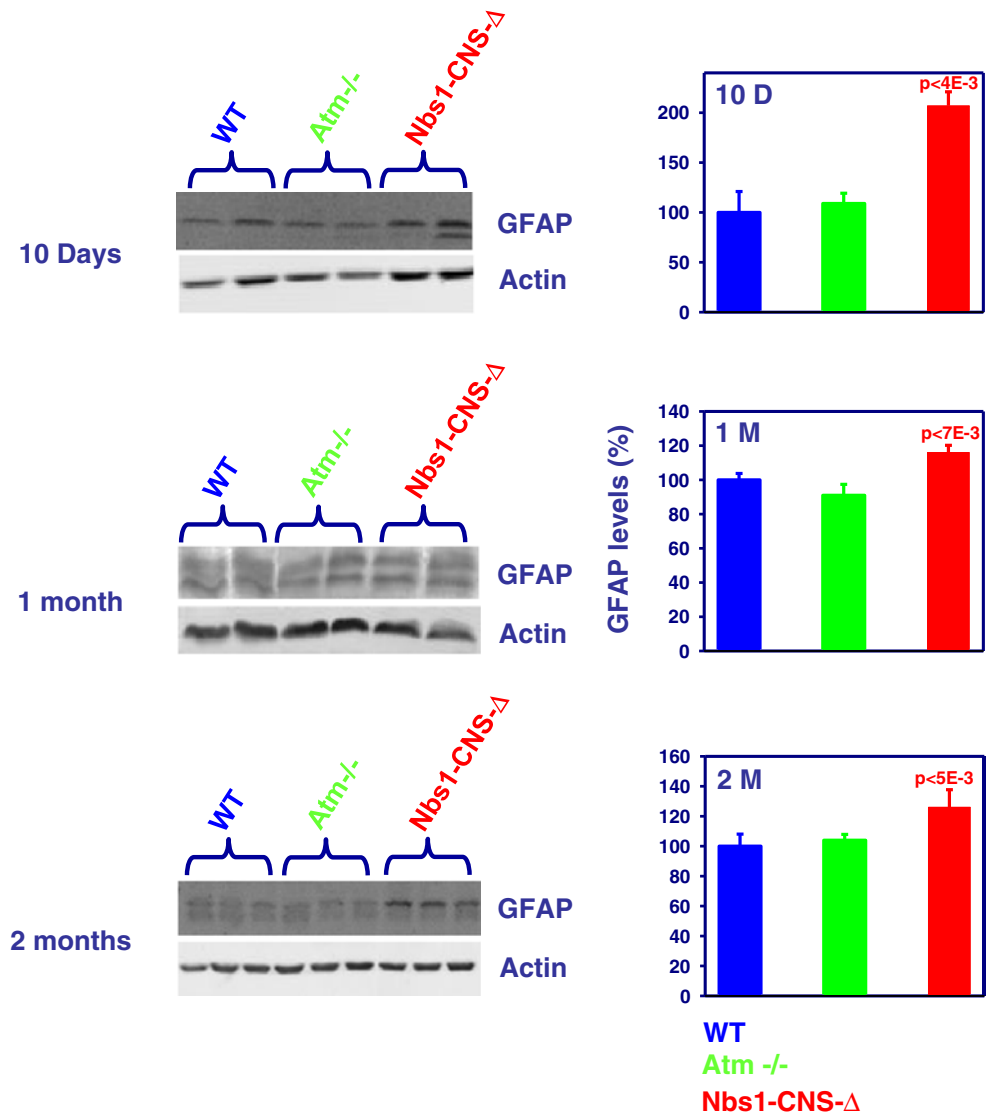 WT
Atm-/-
Nbs1-CNS-Δ
10 Days
GFAP
Actin
10 D
p<4E-3
200
150
100
50
0
WT
Atm-/-
Nbs1-CNS-Δ
1 month
GFAP
Actin
GFAP levels (%)
1 M
p<7E-3
140
120
100
80
60
40
20
0
WT
Atm-/-
Nbs1-CNS-Δ
2 months
GFAP
Actin
2 M
p<5E-3
160
140
120
100
80
60
40
20
0
WT
Atm -/-
Nbs1-CNS-Δ